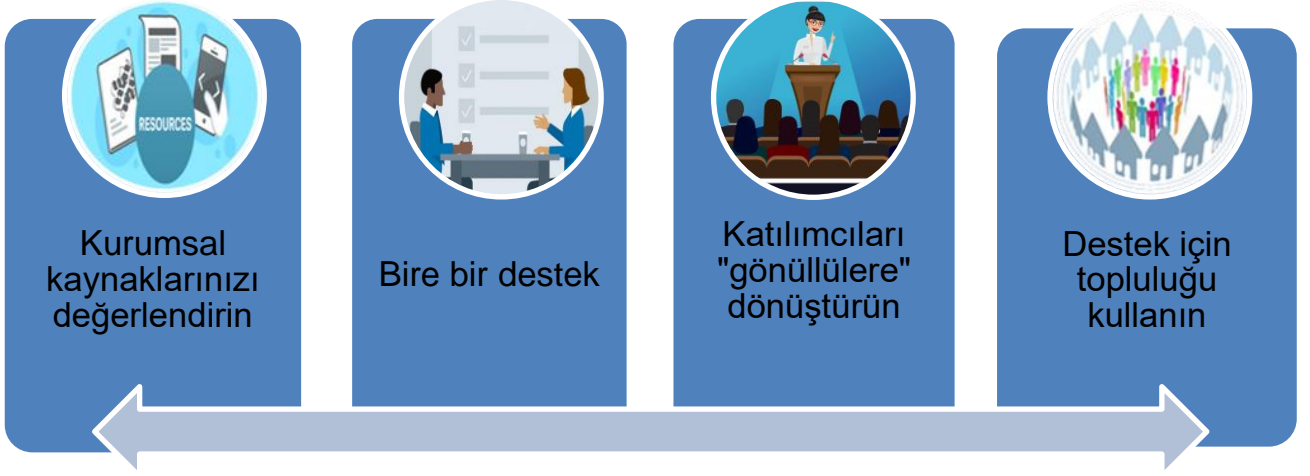 RESOURCES
Kurumsal
kaynaklarınızı
değerlendirin
Bire bir destek
Katılımcıları
"gönüllülere"
dönüştürün
Destek için
topluluğu
kullanın